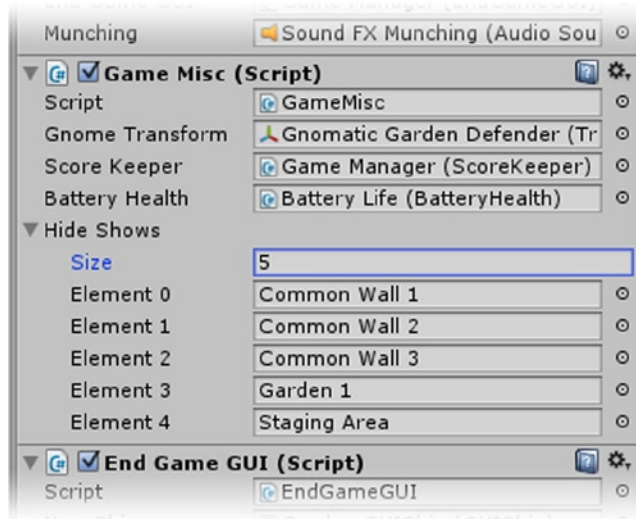 Munching Sound FX Munching (Audio Sou
Game Misc (Script)
Script GameMisc
Gnome Transform Gnomatic Garden Defender (Tr
Score Keeper Game Manager (ScoreKeeper)
Battery Health Battery Life (BatteryHealth)
Hide Shows
Size 5
Element 0 Common Wall 1
Element 1 Common Wall 2
Element 2 Common Wall 3
Element 3 Garden 1
Element 4 Staging Area
End Game GUI (Script)
Script EndGameGUI